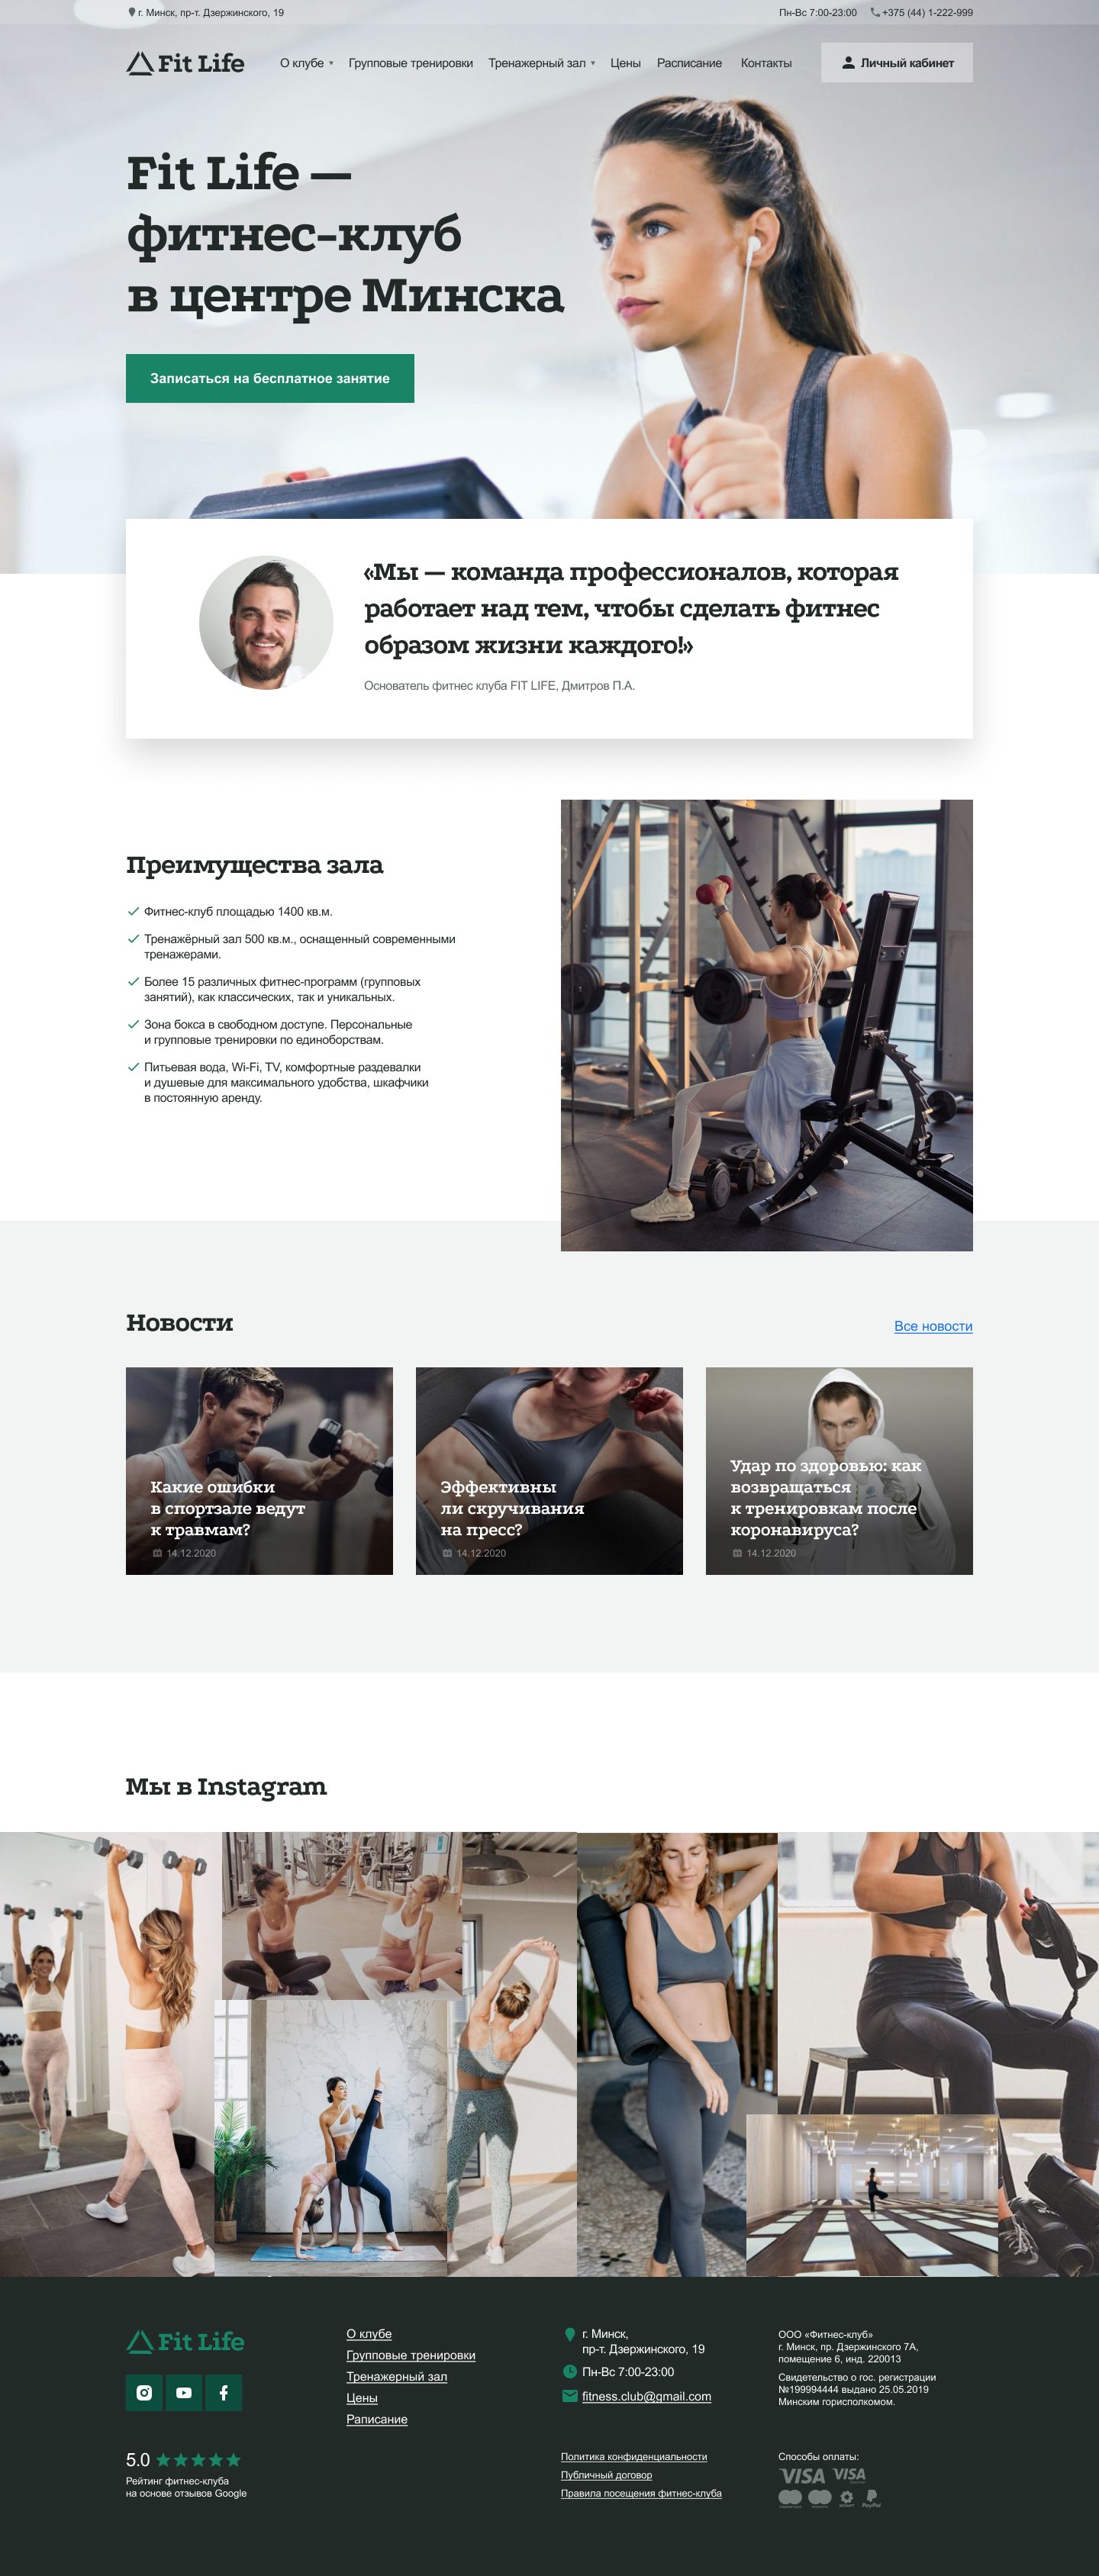 г. Минск, пр-т. Дзержинского, 19
Пн-Вс 7:00-23:00
+375 (44) 1-222-999
Fit Life
О клубе
Групповые тренировки
Тренажерный зал
Цены
Расписание
Контакты
Личный кабинет
Fit Life —
фитнес-клуб
в центре Минска
Записаться на бесплатное занятие
«Мы — команда профессионалов, которая
работает над тем, чтобы сделать фитнес
образом жизни каждого!»
Основатель фитнес клуба FIT LIFE, Дмитров П.А.
Преимущества зала
Фитнес-клуб площадью 1400 кв.м.
Тренажёрный зал 500 кв.м., оснащенный современными
тренажерами.
Более 15 различных фитнес-программ (групповых
занятий), как классических, так и уникальных.
Зона бокса в свободном доступе. Персональные
и групповые тренировки по единоборствам.
Питьевая вода, Wi-Fi, TV, комфортные раздевалки
и душевые для максимального удобства, шкафчики
в постоянную аренду.
Новости
Все новости
Какие ошибки
в спортзале ведут
к травмам?
14.12.2020
Эффективны
ли скручивания
на пресс?
14.12.2020
Удар по здоровью: как
возвращаться
к тренировкам после
коронавируса?
14.12.2020
Мы в Instagram
Fit Life
5.0
Рейтинг фитнес-клуба
на основе отзывов Google
О клубе
Групповые тренировки
Тренажерный зал
Цены
Раписание
г. Минск,
пр-т. Дзержинского, 19
Пн-Вс 7:00-23:00
fitness.club@gmail.com
Политика конфиденциальности
Публичный договор
Правила посещения фитнес-клуба
ООО «Фитнес-клуб»
г. Минск, пр. Дзержинского 7А,
помещение 6, инд. 220013
Свидетельство о гос. регистрации
№199994444 выдано 25.05.2019
Минским горисполкомом.
Способы оплаты:
VISA
VISA
PayPal